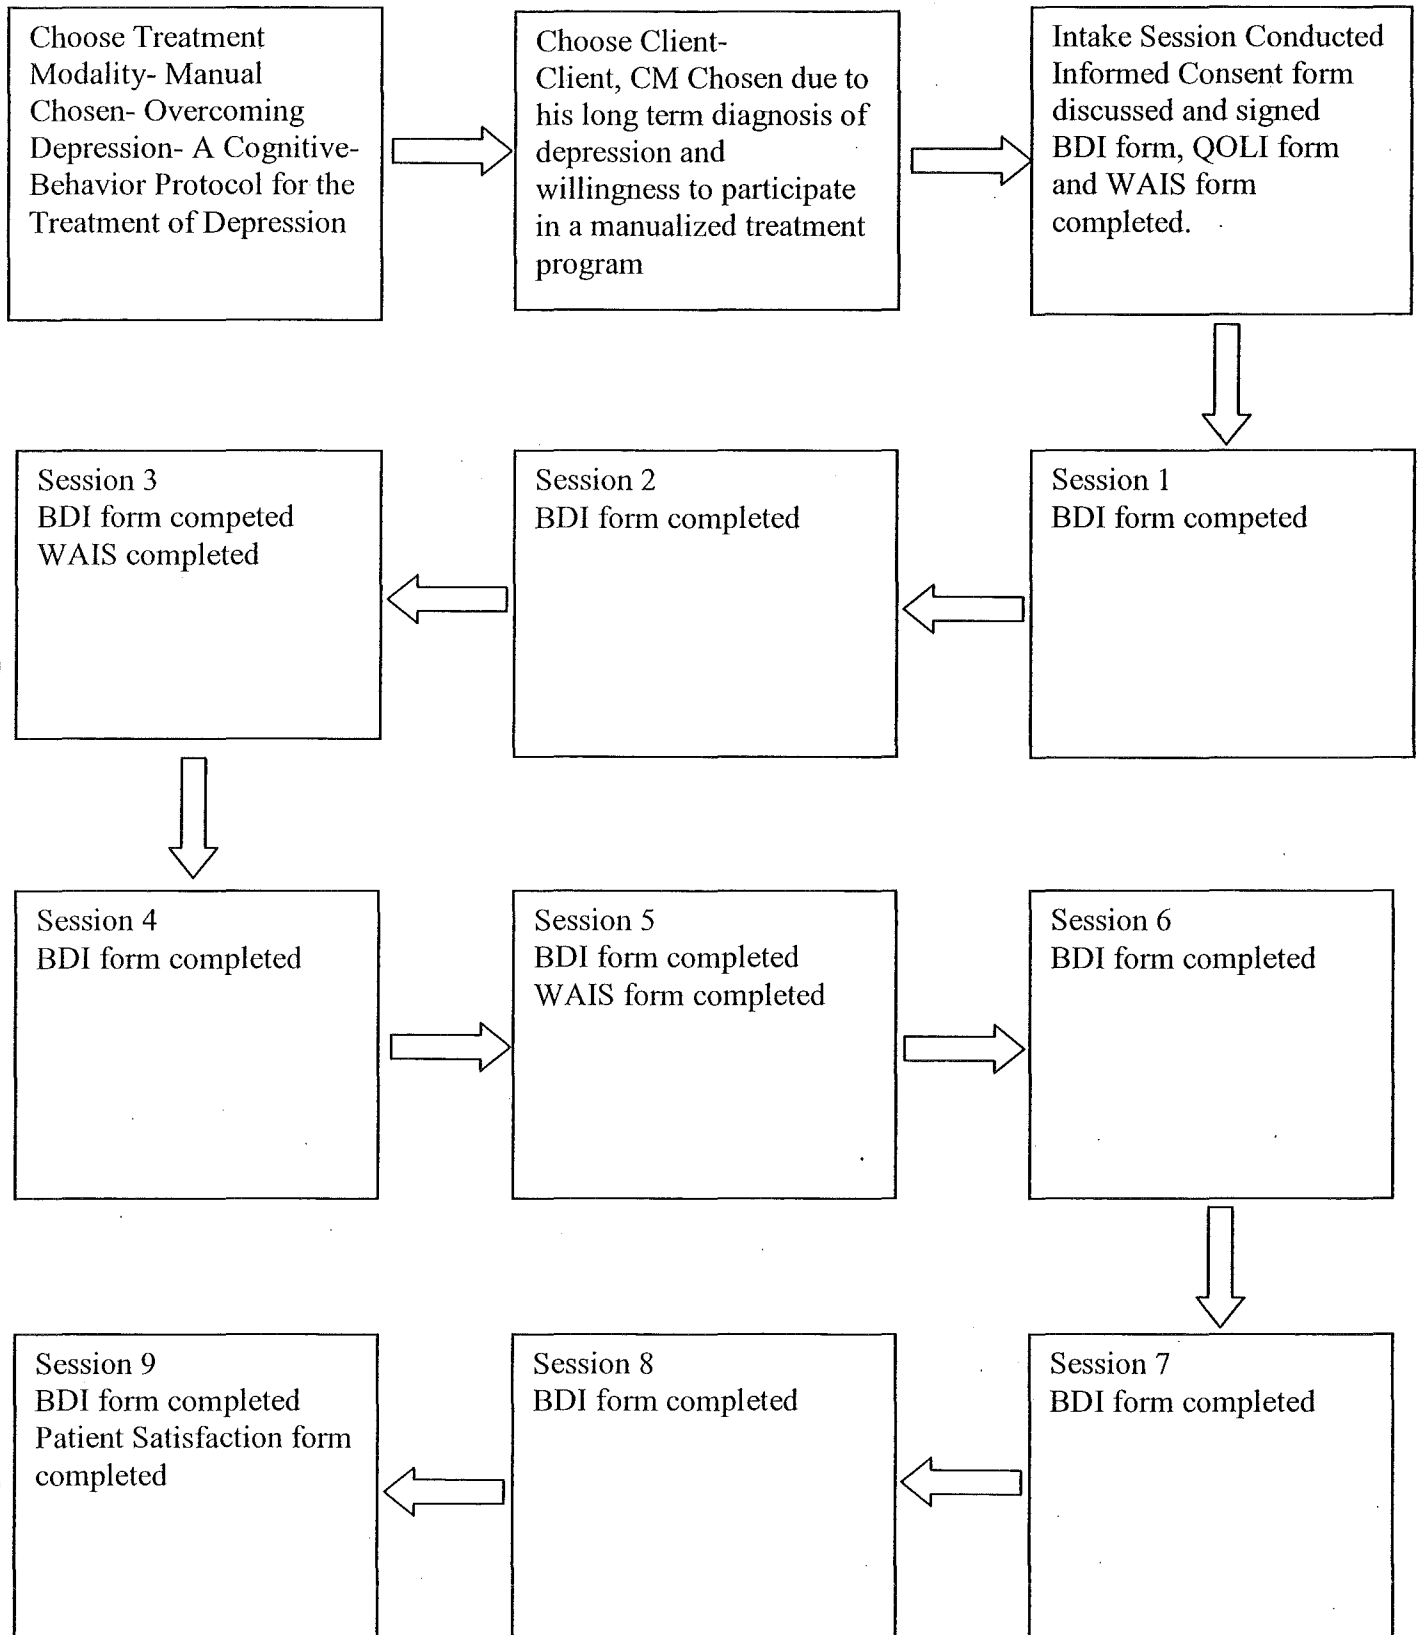 Choose Treatment
Modality- Manual
Chosen- Overcoming
Depression- A Cognitive-
Behavior Protocol for the
Treatment of Depression
Choose Client-
Client, CM Chosen due to
his long term diagnosis of
depression and
willingness to participate
in a manualized treatment
program
Intake Session Conducted
Informed Consent form
discussed and signed
BDI form, QOLI form
and WAIS form
completed.
Session 1
BDI form competed
Session 2
BDI form completed
Session 3
BDI form competed
WAIS completed
Session 4
BDI form completed
Session 5
BDI form completed
WAIS form completed
Session 6
BDI form completed
Session 7
BDI form completed
Session 8
BDI form completed
Session 9
BDI form completed
Patient Satisfaction form
completed